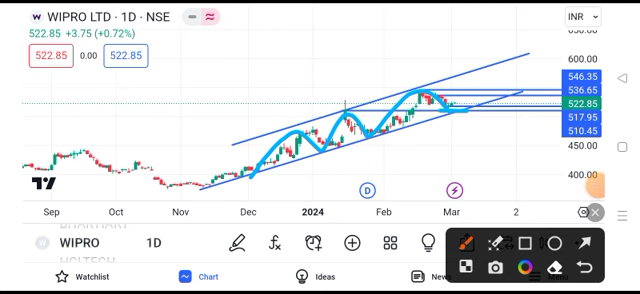 WIPRO LTD · 1D · NSE
INR
522.85 +3.75 (+0.72%)
522.85 0.00 522.85
600.00
546.35
536.65
522.85
517.95
510.45
450.00
400.00
Sep Oct Nov Dec 2024 Feb Mar 2
D
WIPRO 1D
HCLTECH
Watchlist Chart Ideas News